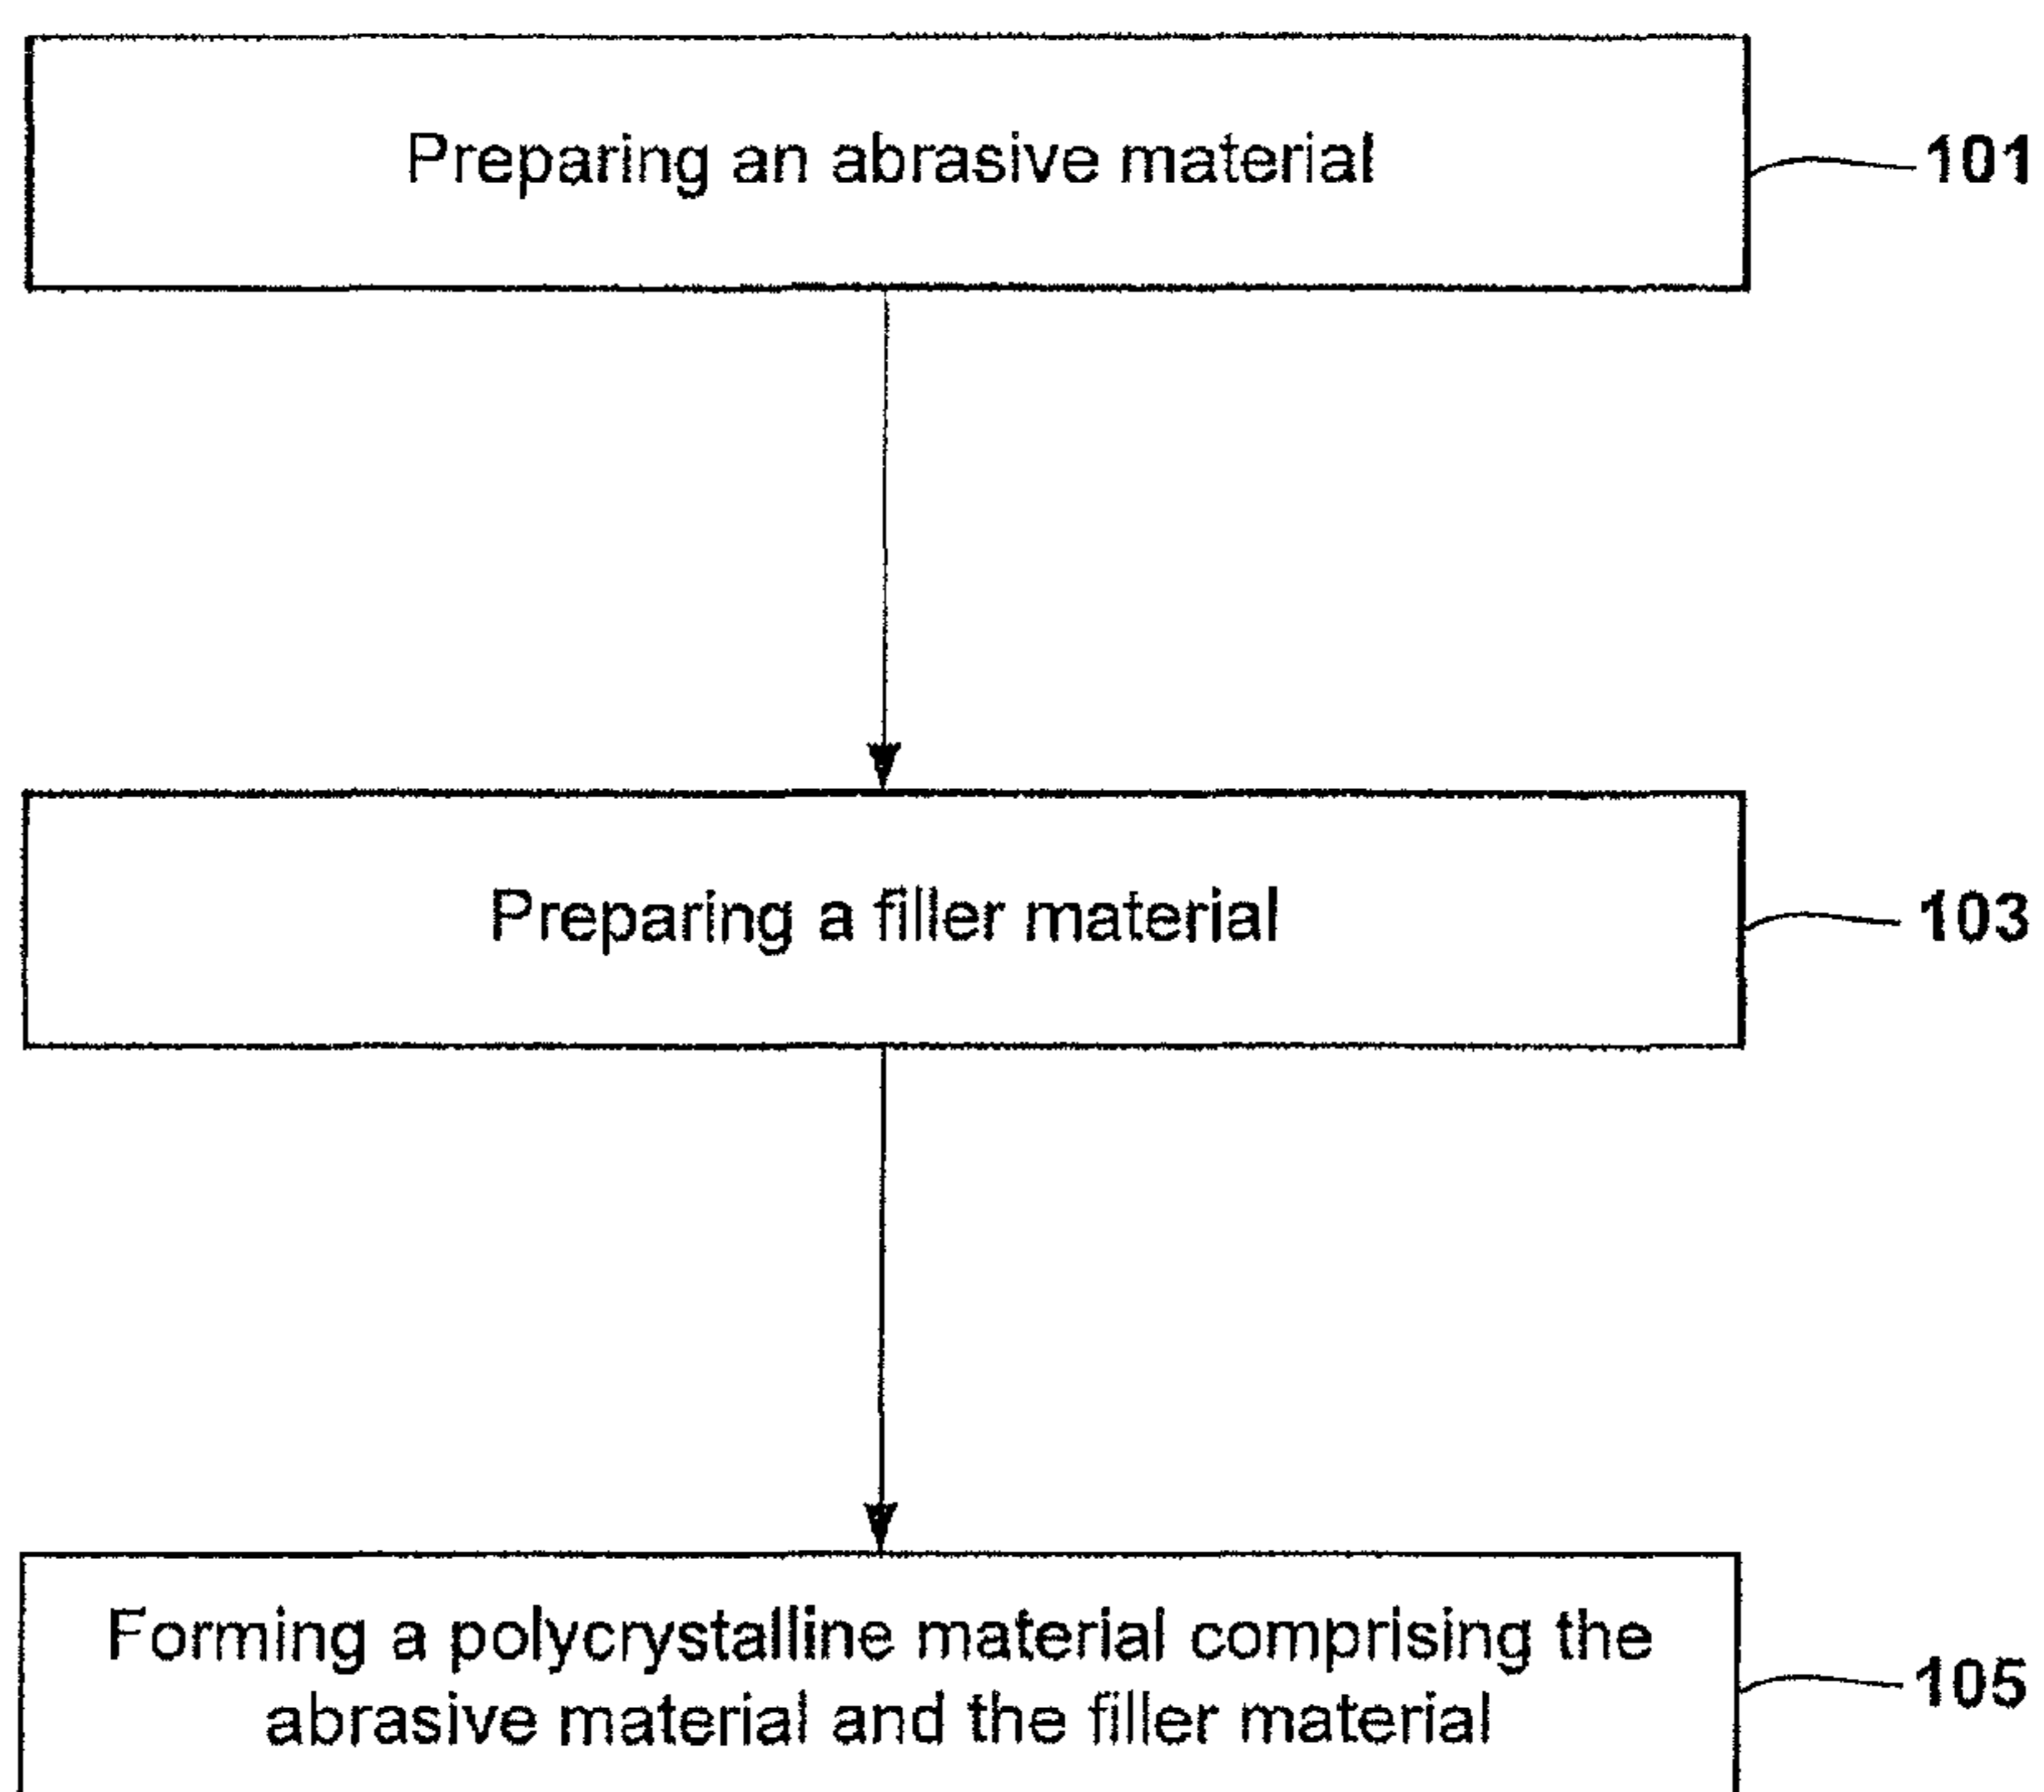 Preparing an abrasive material
101
Preparing a filler material
103
Forming a polycrystalline material comprising the
abrasive material and the filler material
105